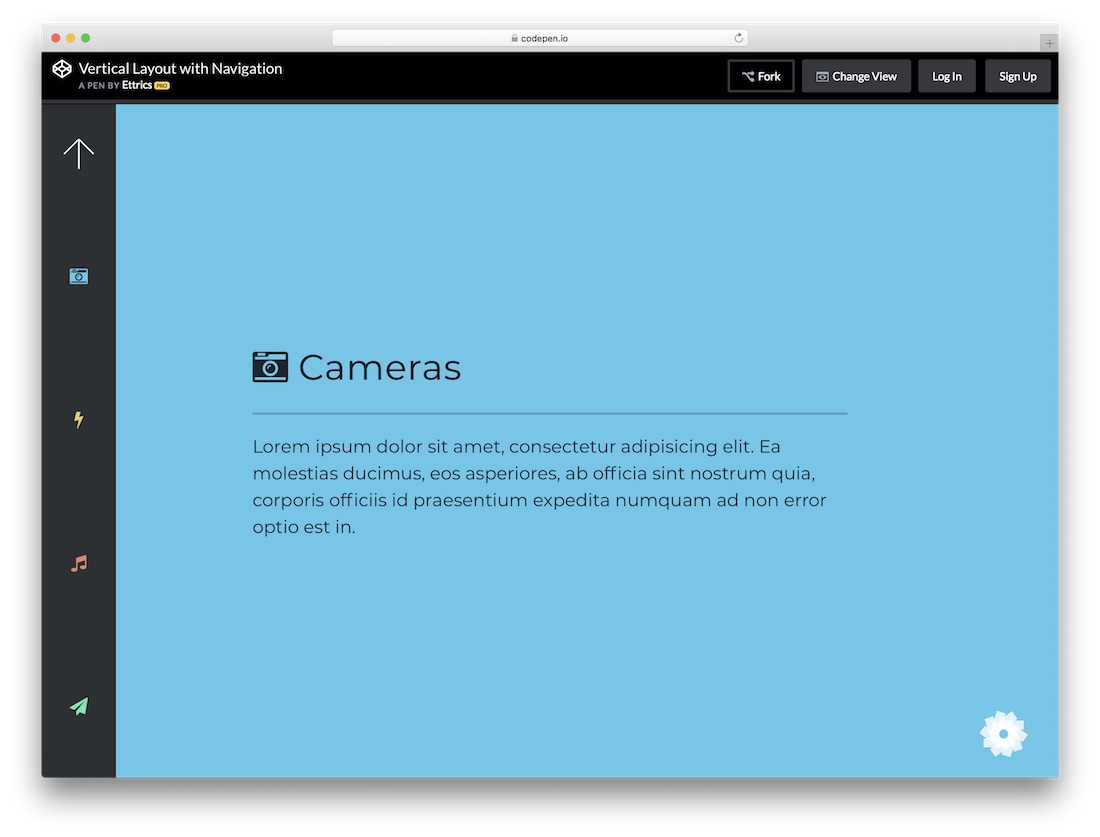 codepen.io
Vertical Layout with Navigation
A PEN BY Ettrics PRO
Fork
Change View
Log In
Sign Up
Cameras
Lorem ipsum dolor sit amet, consectetur adipisicing elit. Ea
molestias ducimus, eos asperiores, ab officia sint nostrum quia,
corporis officiis id praesentium expedita numquam ad non error
optio est in.